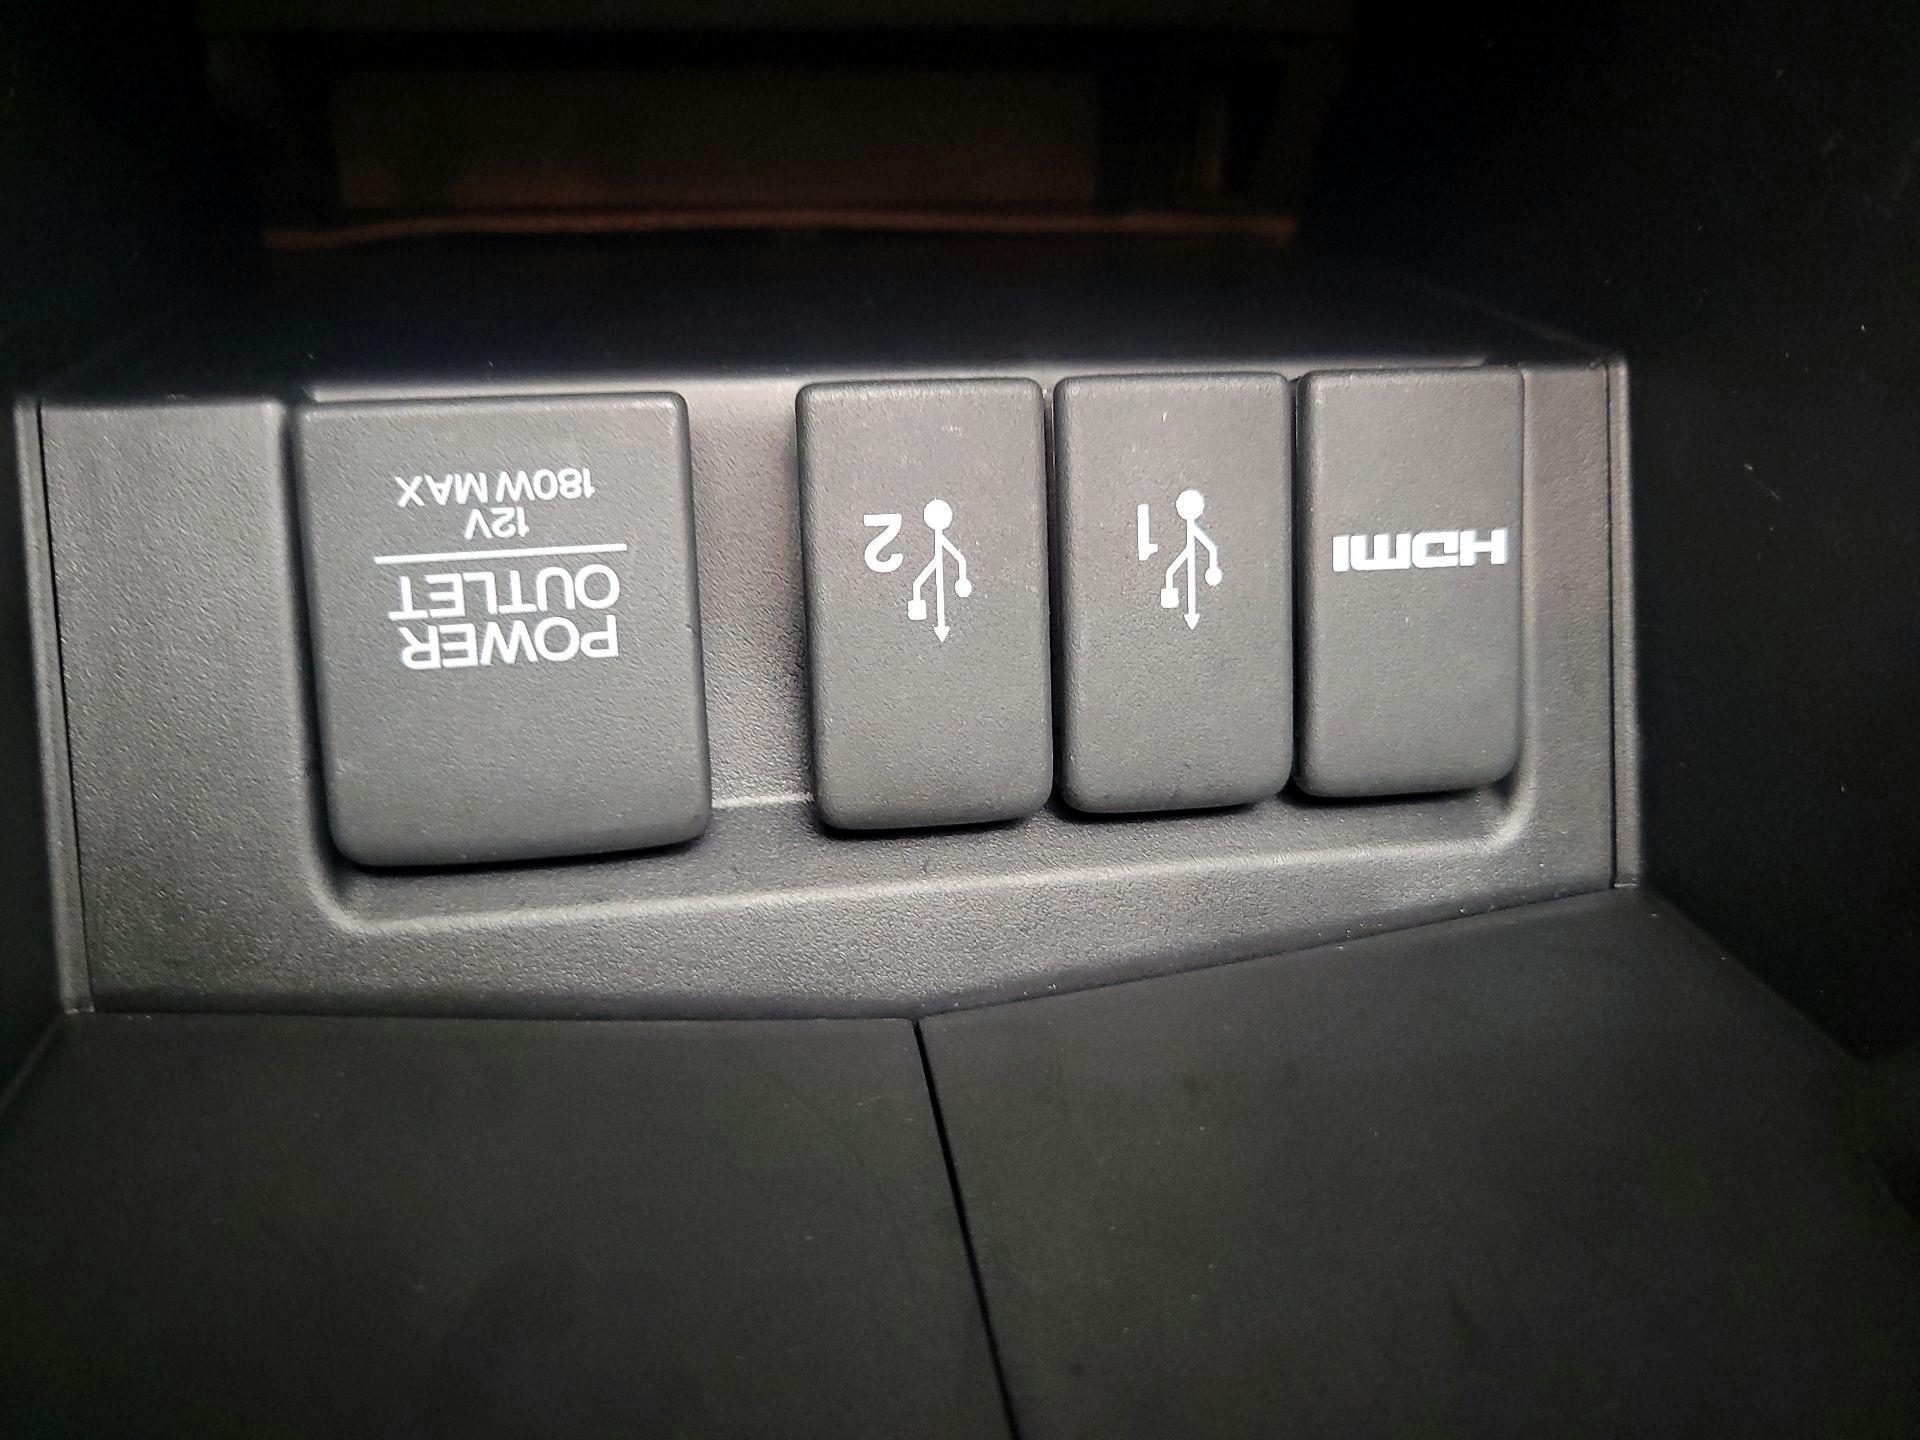 HDMI
1
2
POWER
OUTLET
12V
180W MAX